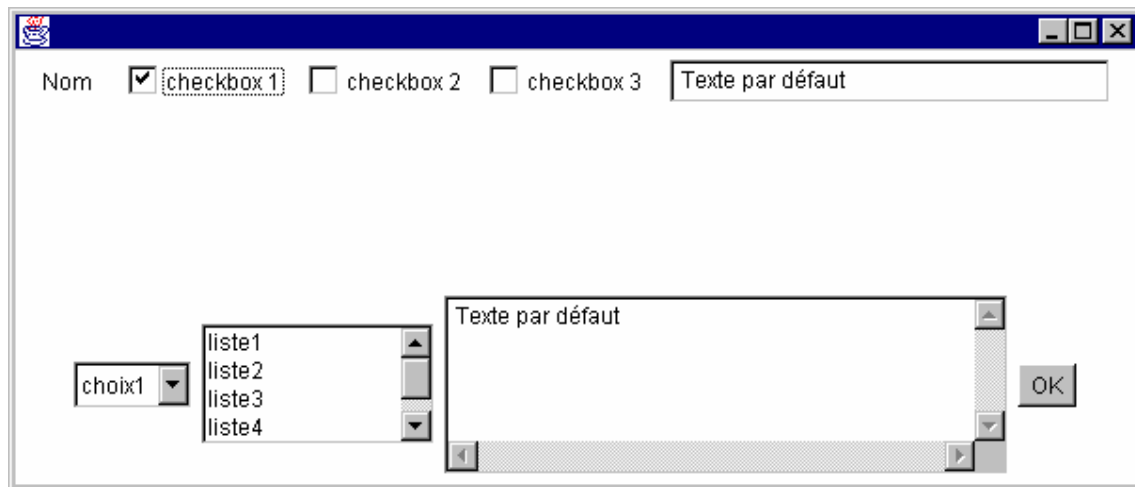 Nom checkbox 1 checkbox 2 checkbox 3 Texte par défaut
choix1
liste1
liste2
liste3
liste4
Texte par défaut
OK